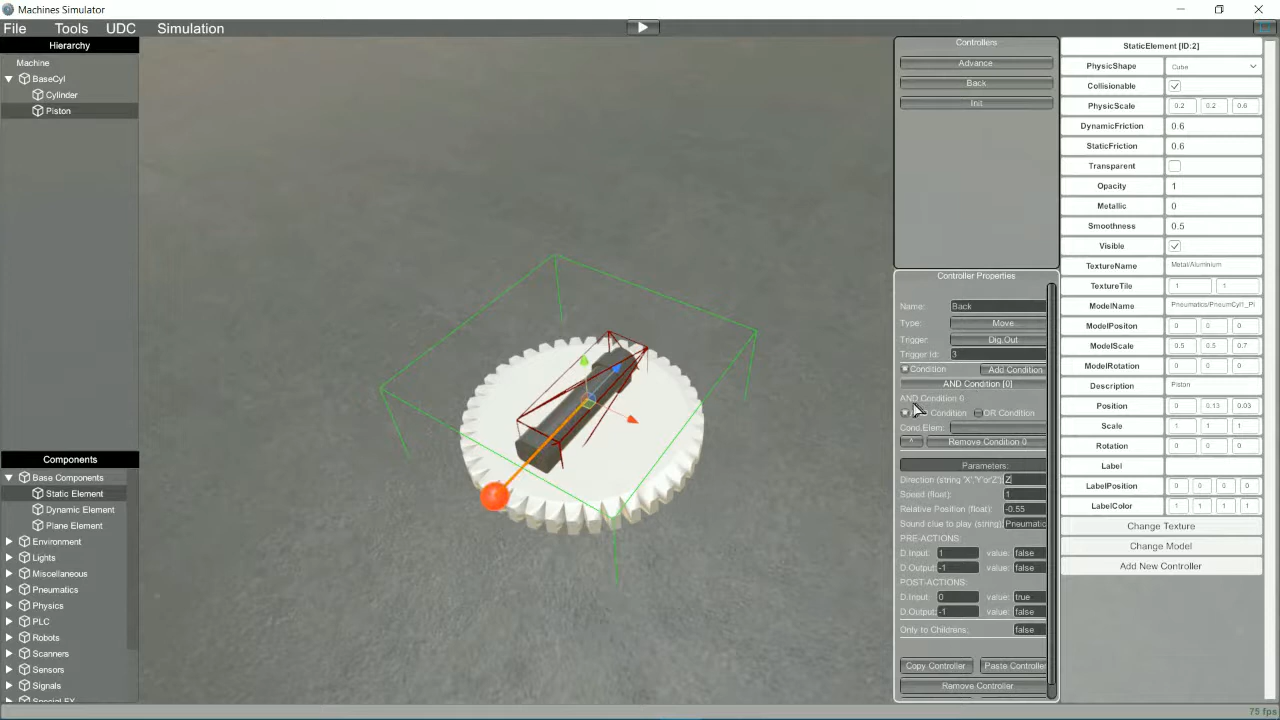 Machines Simulator
File Tools UDC Simulation
Hierarchy
Machine
BaseCyl
Cylinder
Piston
Components
Base Components
Static Element
Dynamic Element
Plane Element
Environment
Lights
Miscellaneous
Pneumatics
Physics
PLC
Robots
Scanners
Sensors
Signals
Controllers
Advance
Back
Init
Controller Properties
Name: Back
Type: Move
Trigger: Dig.Out
Trigger Id: 3
Condition Add Condition
AND Condition [0]
AND Condition 0
Condition OR Condition
Cond.Elem:
^ Remove Condition 0
Parameters:
Direction (string "X","Y"or"Z"): Z
Speed (float): 1
Relative Position (float): -0.55
Sound clue to play (string): Pneumatic
PRE-ACTIONS:
D.Input: 1 value: false
D.Output: -1 value: false
POST-ACTIONS:
D.Input: 0 value: true
D.Output: -1 value: false
Only to Childrens: false
Copy Controller Paste Controller
Remove Controller
StaticElement [ID:2]
PhysicShape Cube
Collisionable
PhysicScale 0.2 0.2 0.6
DynamicFriction 0.6
StaticFriction 0.6
Transparent
Opacity 1
Metallic 0
Smoothness 0.5
Visible
TextureName Metal/Aluminium
TextureTile 1 1
ModelName Pneumatics/PneumCyl1_Pi
ModelPositon 0 0 0
ModelScale 0.5 0.5 0.7
ModelRotation 0 0 0
Description Piston
Position 0 0.13 0.03
Scale 1 1 1
Rotation 0 0 0
Label
LabelPosition 0 0 0 0
LabelColor 1 1 1 1
Change Texture
Change Model
Add New Controller
75 fps